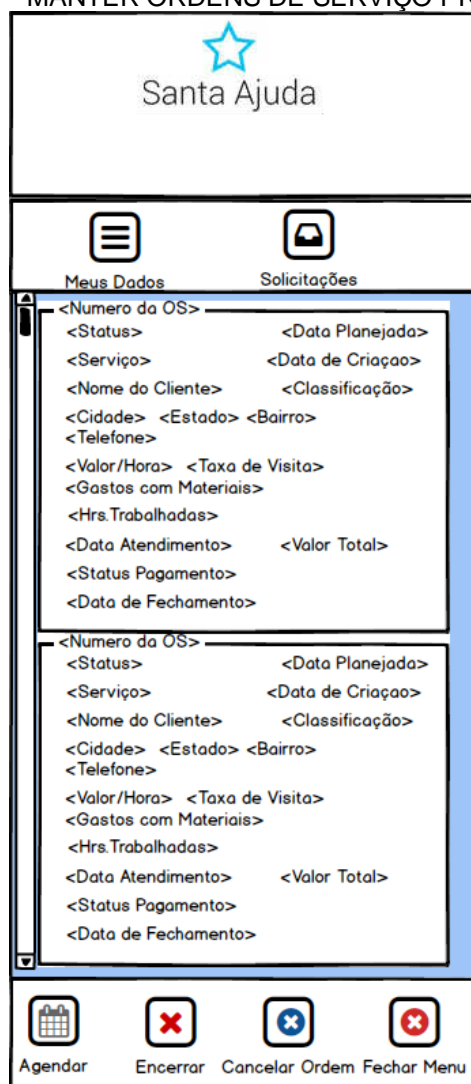 MANTER ORDENS DE SERVIÇO
Santa Ajuda
Meus Dados Solicitações
<Numero da OS>
<Status> <Data Planejada>
<Serviço> <Data de Criaçao>
<Nome do Cliente> <Classificação>
<Cidade> <Estado> <Bairro>
<Telefone>
<Valor/Hora> <Taxa de Visita>
<Gastos com Materiais>
<Hrs.Trabalhadas>
<Data Atendimento> <Valor Total>
<Status Pagamento>
<Data de Fechamento>
<Numero da OS>
<Status> <Data Planejada>
<Serviço> <Data de Criaçao>
<Nome do Cliente> <Classificação>
<Cidade> <Estado> <Bairro>
<Telefone>
<Valor/Hora> <Taxa de Visita>
<Gastos com Materiais>
<Hrs.Trabalhadas>
<Data Atendimento> <Valor Total>
<Status Pagamento>
<Data de Fechamento>
Agendar Encerrar Cancelar Ordem Fechar Menu